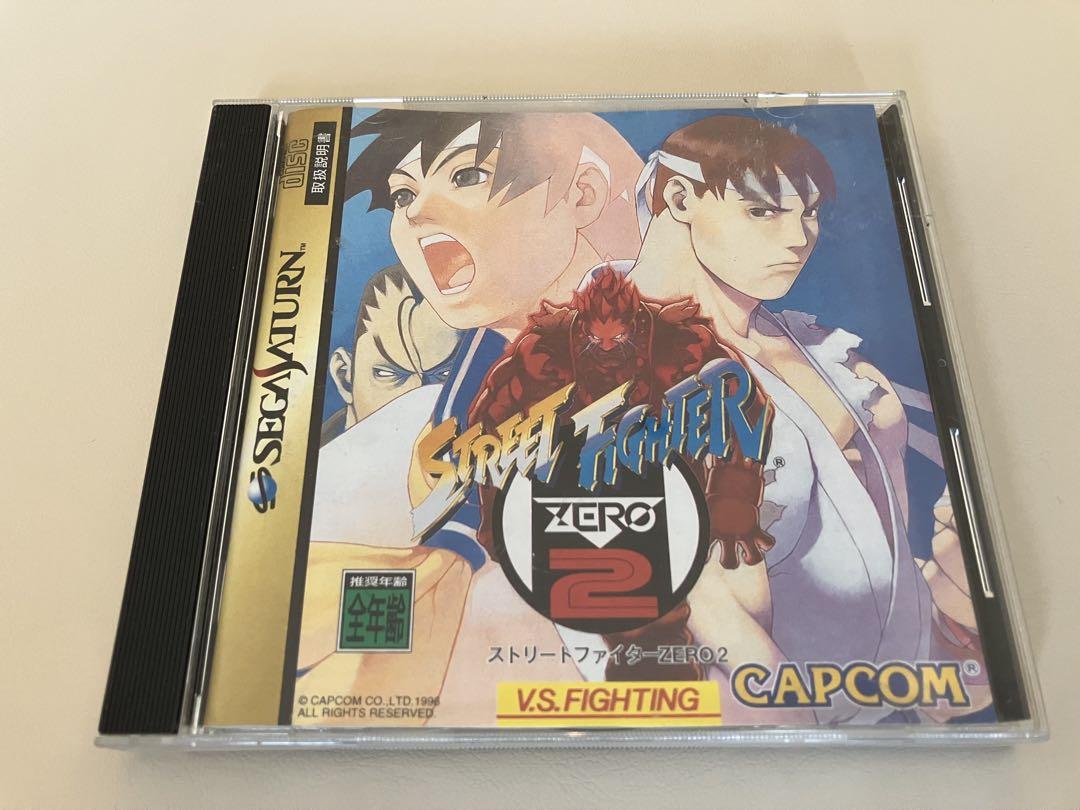 DISC
取扱説明書
SEGA SATURN™
STREET FIGHTER®
ZERO
2
ストリートファイターZERO2
推奨年齢
全年齢
© CAPCOM CO.,LTD.1996
ALL RIGHTS RESERVED.
V.S.FIGHTING
CAPCOM®